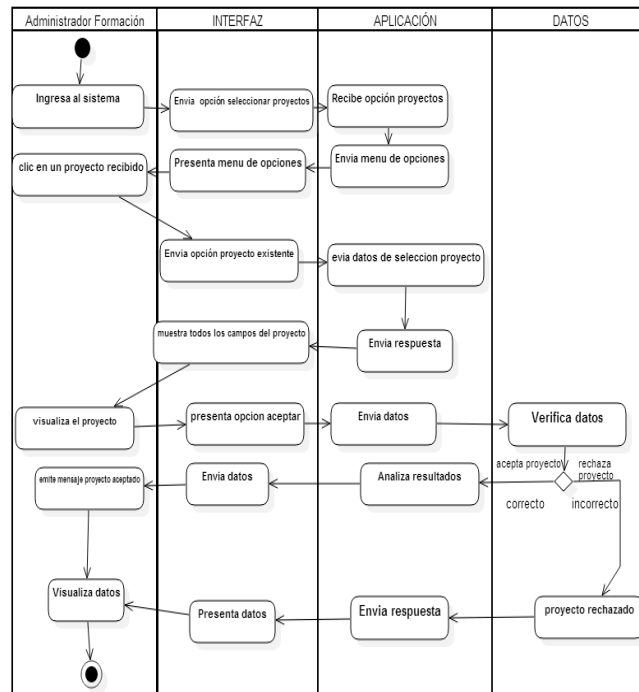 Administrador Formación
INTERFAZ
APLICACIÓN
DATOS
Ingresa al sistema
Envia opción seleccionar proyectos
Recibe opción proyectos
clic en un proyecto recibido
Presenta menu de opciones
Envia menu de opciones
Envia opción proyecto existente
evia datos de seleccion proyecto
muestra todos los campos del proyecto
Envia respuesta
visualiza el proyecto
presenta opcion aceptar
Envia datos
Verifica datos
acepta proyecto
rechaza
proyecto
emite mensaje proyecto aceptado
Envia datos
Analiza resultados
correcto
incorrecto
Visualiza datos
Presenta datos
Envia respuesta
proyecto rechazado